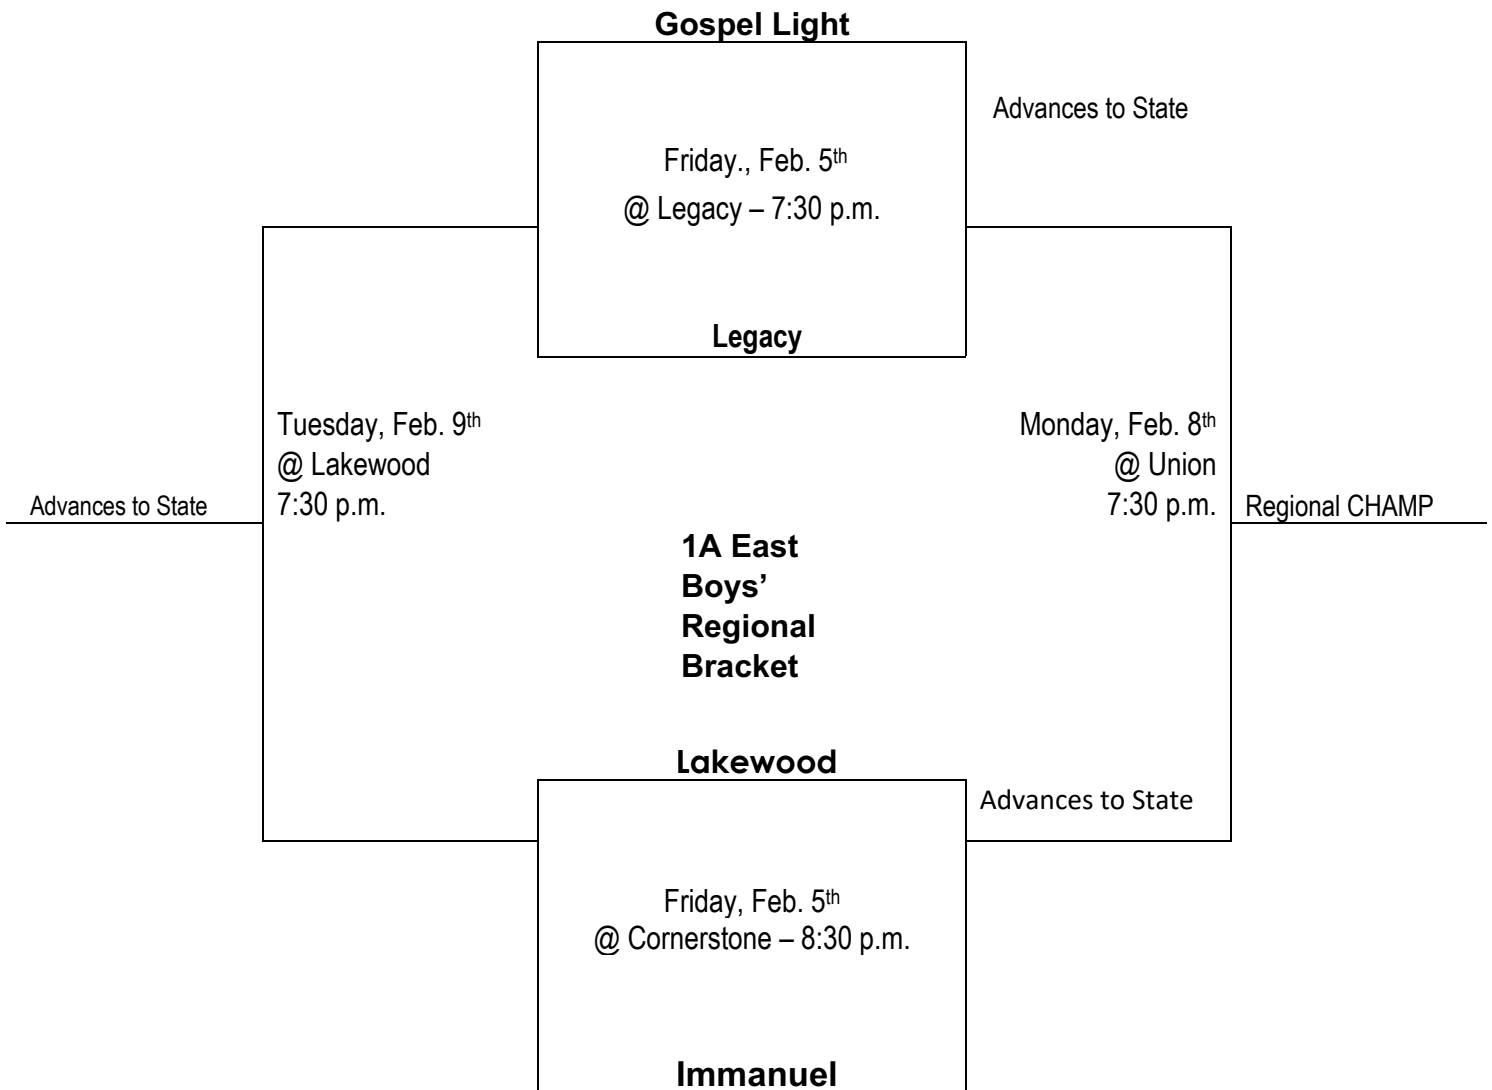 Gospel Light
Advances to State
Friday., Feb. 5th
@ Legacy – 7:30 p.m.
Legacy
Tuesday, Feb. 9th
@ Lakewood
7:30 p.m.
Advances to State
Monday, Feb. 8th
@ Union
7:30 p.m.
Regional CHAMP
1A East
Boys’
Regional
Bracket
Lakewood
Advances to State
Friday, Feb. 5th
@ Cornerstone – 8:30 p.m.
Immanuel